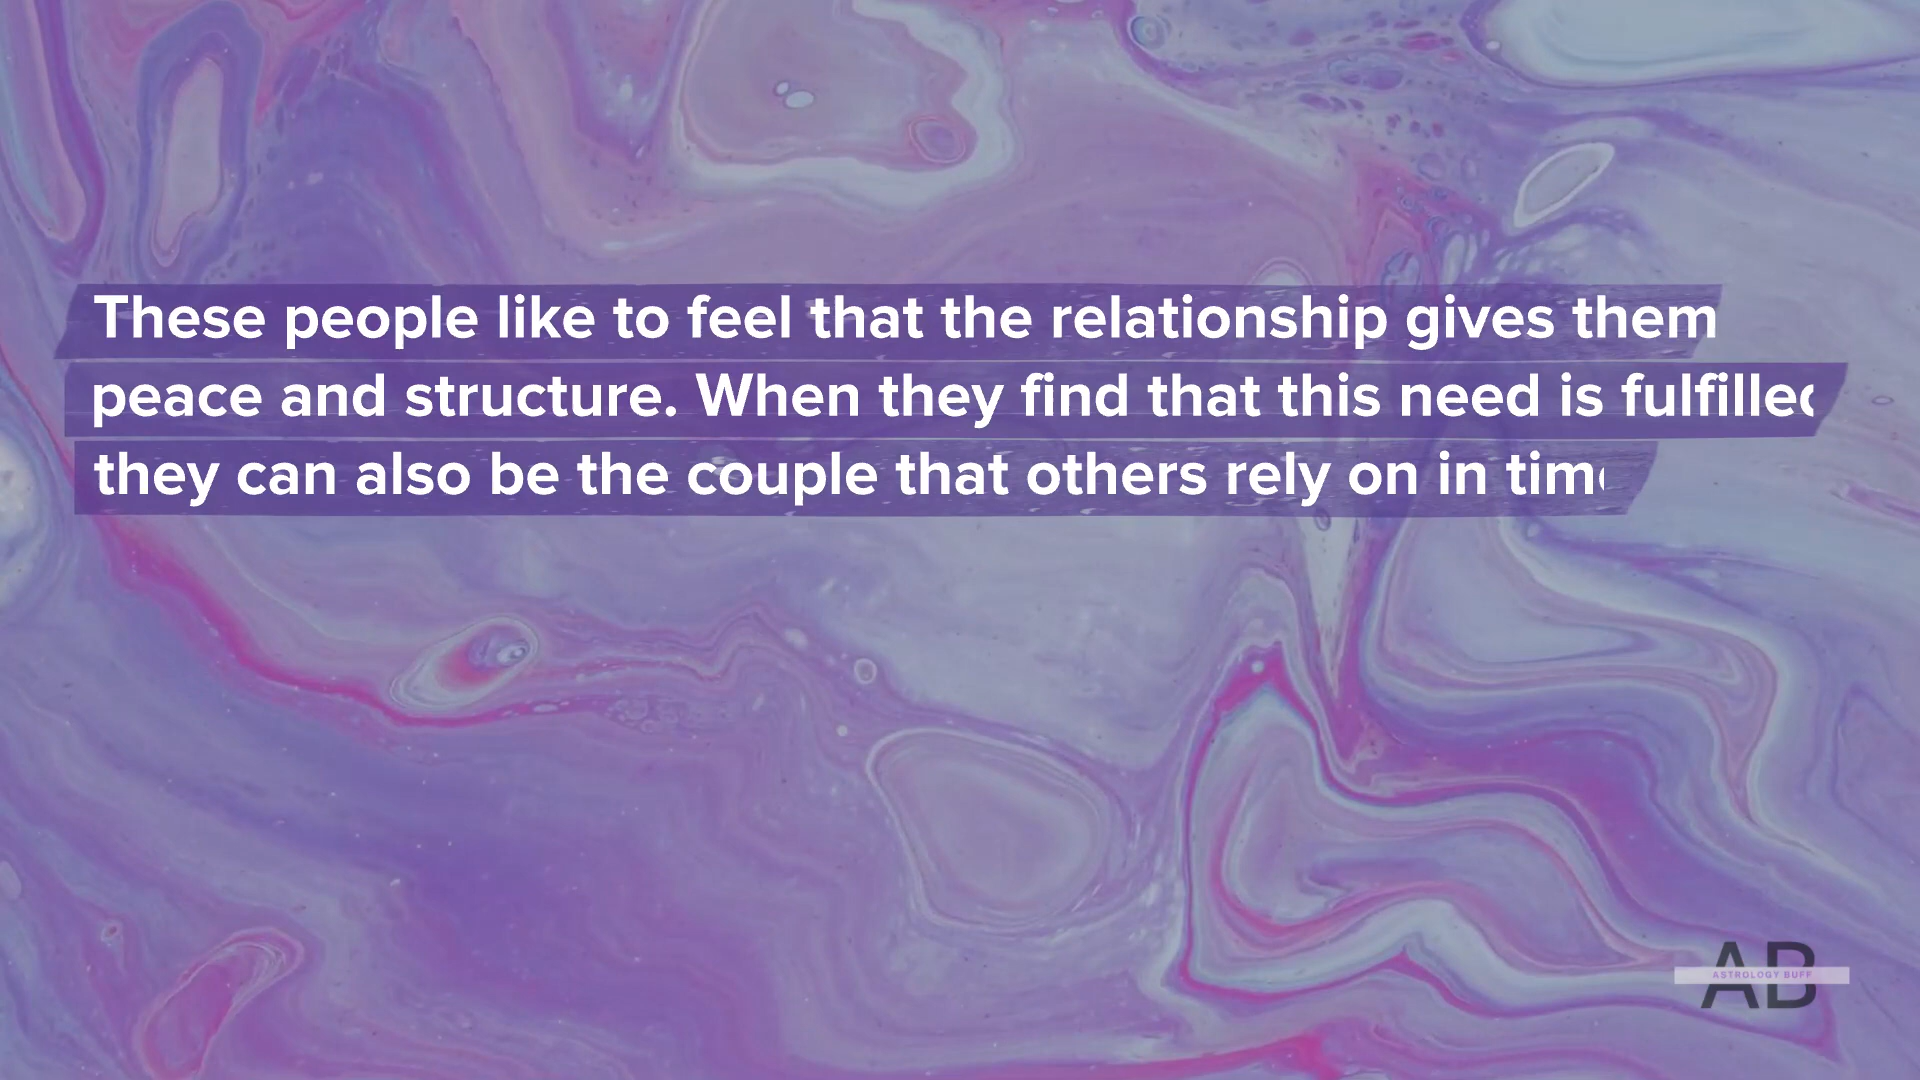 These people like to feel that the relationship gives them
peace and structure. When they find that this need is fulfilled
they can also be the couple that others rely on in
AB
ASTROLOGY BUFF